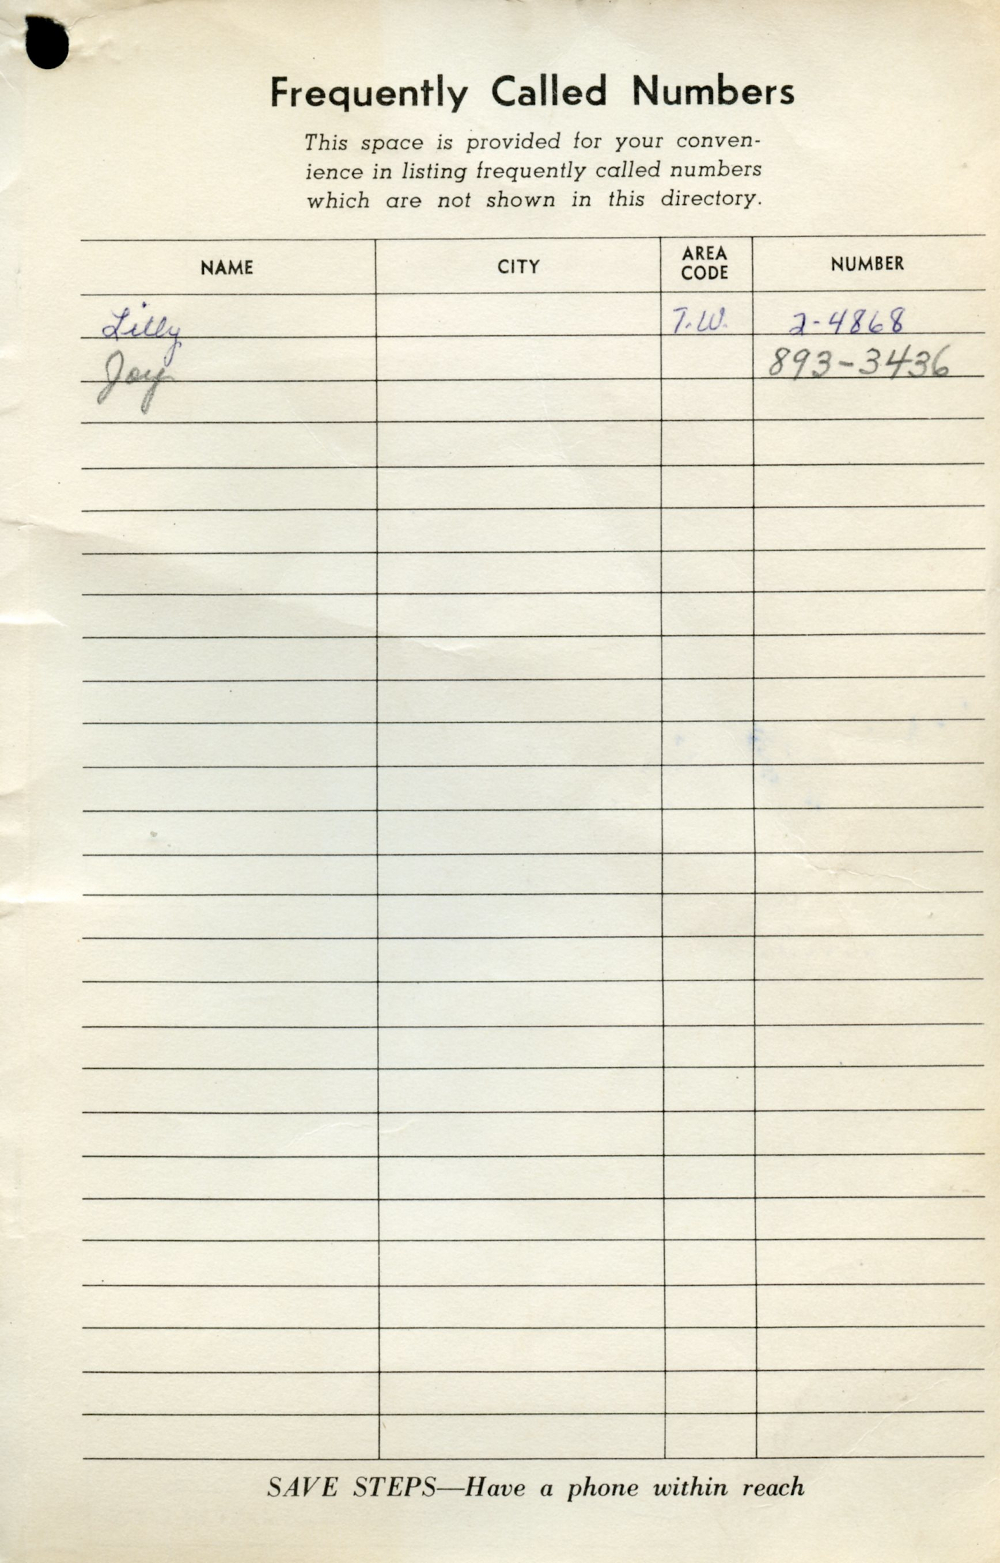 Frequently Called Numbers
This space is provided for your conven-
ience in listing frequently called numbers
which are not shown in this directory.
NAME CITY AREA CODE NUMBER
Lilly T.W. 2-4868
Joy 893-3436
SAVE STEPS—Have a phone within reach